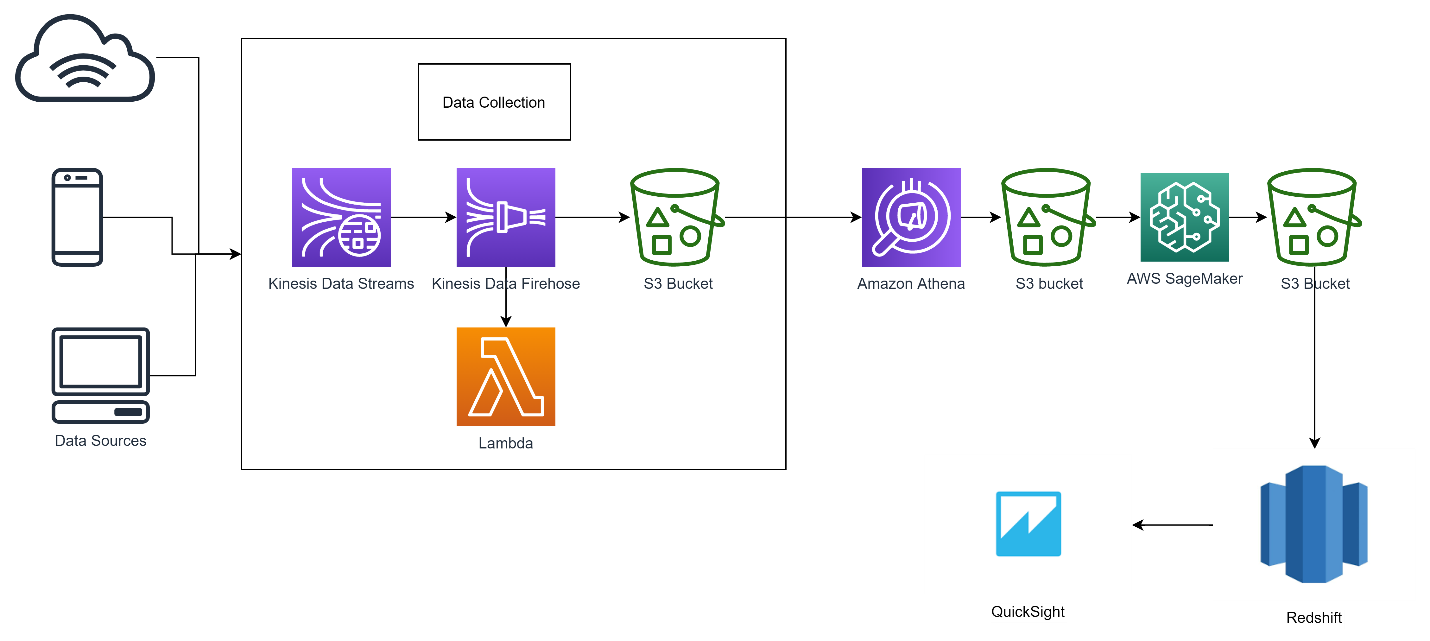 Data Collection
Kinesis Data Streams
Kinesis Data Firehose
S3 Bucket
Amazon Athena
S3 bucket
AWS SageMaker
S3 Bucket
Lambda
Data Sources
QuickSight
Redshift